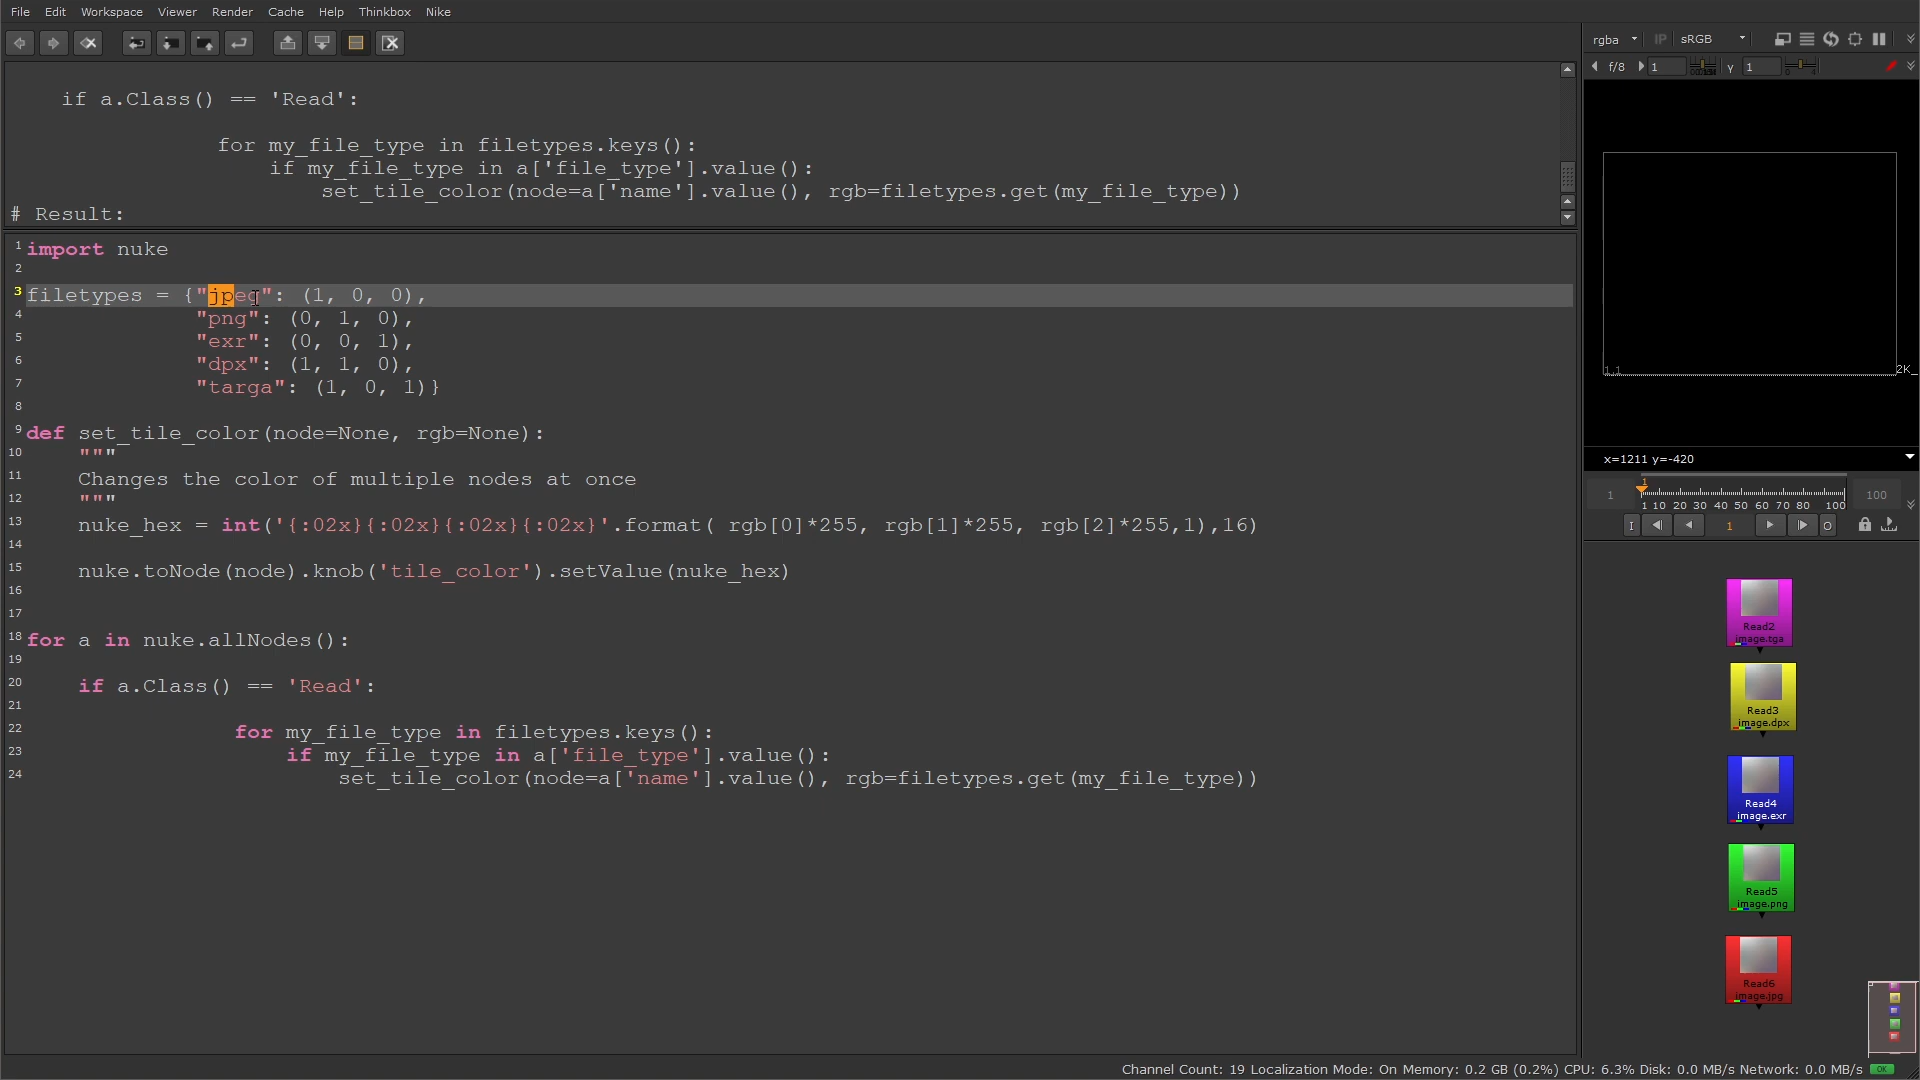 File Edit Workspace Viewer Render Cache Help Thinkbox Nike
rgba IP sRGB
f/8 1 γ 1
if a.Class() == 'Read':
for my_file_type in filetypes.keys():
if my_file_type in a['file_type'].value():
set_tile_color(node=a['name'].value(), rgb=filetypes.get(my_file_type))
# Result:
1 import nuke
2
3 filetypes = {"jpeg": (1, 0, 0),
4 "png": (0, 1, 0),
5 "exr": (0, 0, 1),
6 "dpx": (1, 1, 0),
7 "targa": (1, 0, 1)}
8
9 def set_tile_color(node=None, rgb=None):
10 """
11 Changes the color of multiple nodes at once
12 """
13 nuke_hex = int('{:02x}{:02x}{:02x}{:02x}'.format( rgb[0]*255, rgb[1]*255, rgb[2]*255,1),16)
14
15 nuke.toNode(node).knob('tile_color').setValue(nuke_hex)
16
17
18 for a in nuke.allNodes():
19
20 if a.Class() == 'Read':
21
22 for my_file_type in filetypes.keys():
23 if my_file_type in a['file_type'].value():
24 set_tile_color(node=a['name'].value(), rgb=filetypes.get(my_file_type))
1,1
2K_
x=1211 y=-420
1
1 100
1 10 20 30 40 50 60 70 80 100
I 1 O
Read2
image.tga
Read3
image.dpx
Read4
image.exr
Read5
image.png
Read6
image.jpg
Channel Count: 19 Localization Mode: On Memory: 0.2 GB (0.2%) CPU: 6.3% Disk: 0.0 MB/s Network: 0.0 MB/s OK